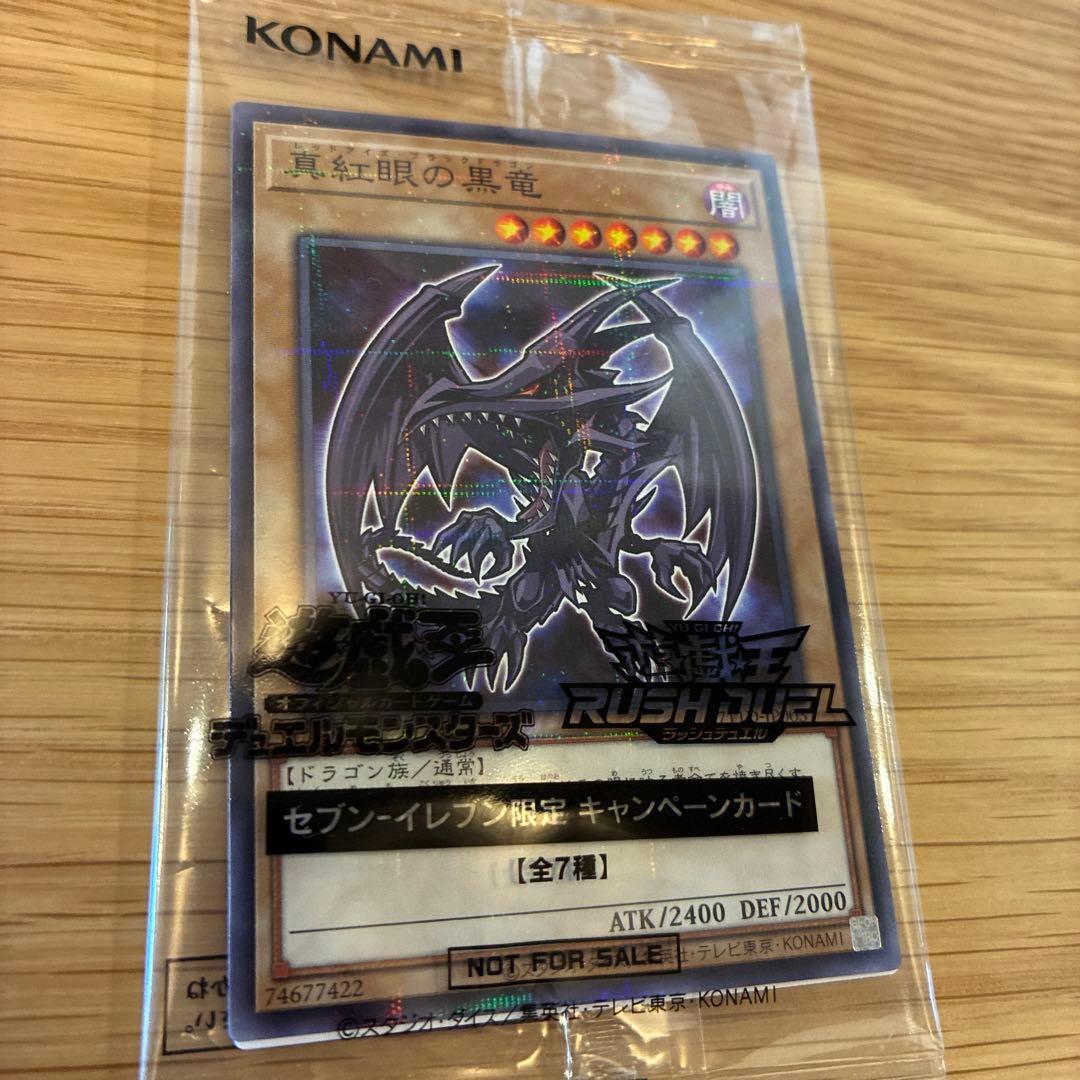 KONAMI
レッドアイズ ブラックドラゴン
真紅眼の黒竜
闇
YU-GI-OH!
遊戯王
オフィシャルカードゲーム
デュエルモンスターズ
YU-GI-OH!
遊戯王
RUSH DUEL
ラッシュデュエル
【ドラゴン族／通常】
セブン-イレブン限定 キャンペーンカード
【全7種】
ATK/2400 DEF/2000
NOT FOR SALE
テレビ東京・KONAMI
74677422
©スタジオ・ダイス/集英社・テレビ東京・KONAMI